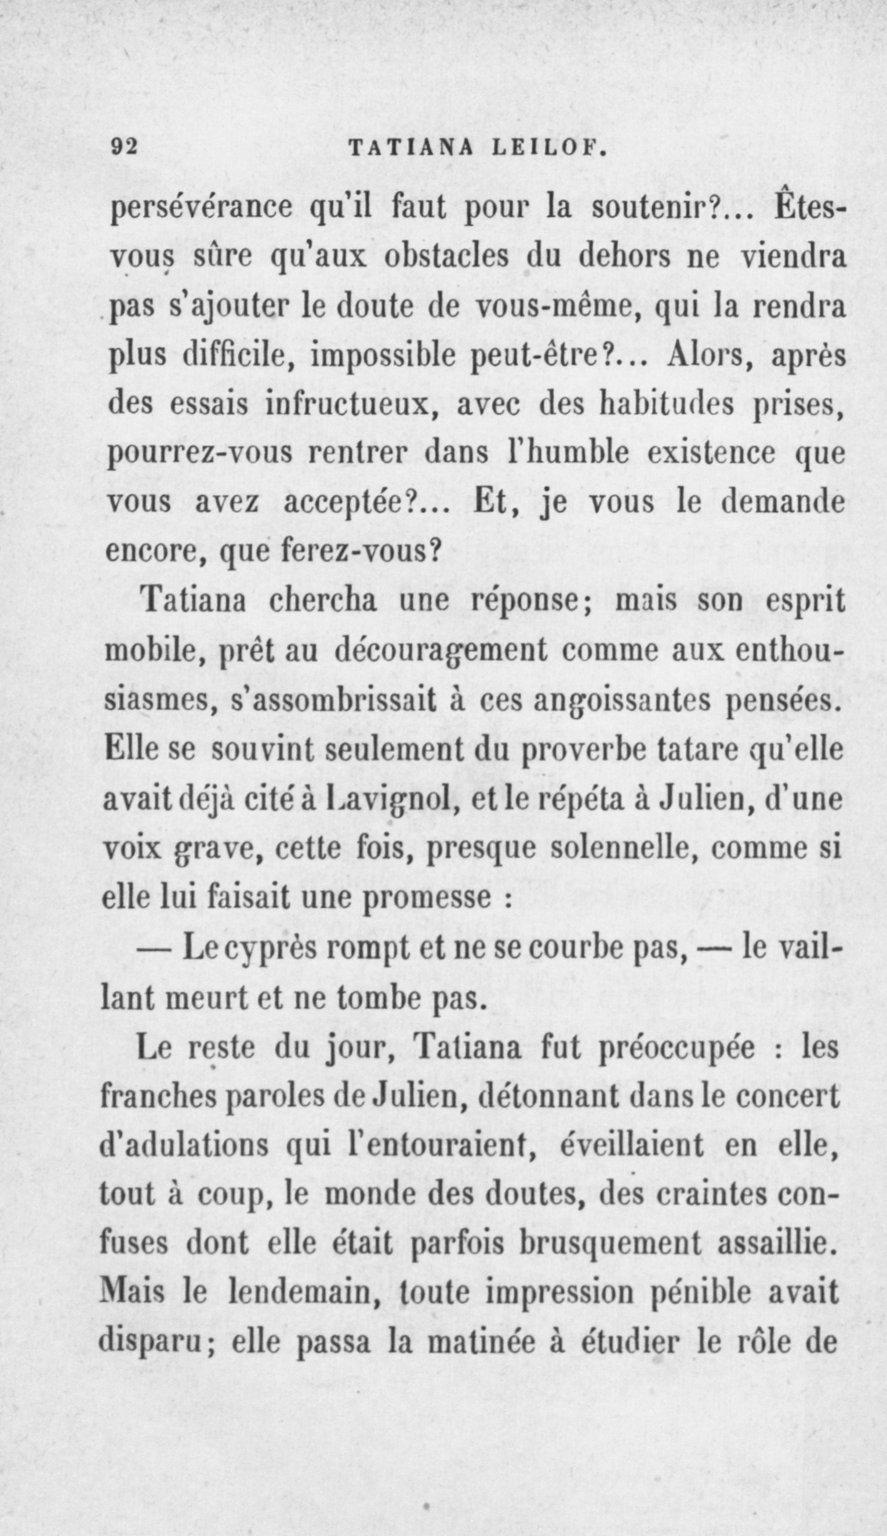 92 TATIANA LEILOF.
persévérance qu'il faut pour la soutenir?... Êtes-
vous sûre qu'aux obstacles du dehors ne viendra
pas s'ajouter le doute de vous-même, qui la rendra
plus difficile, impossible peut-être?... Alors, après
des essais infructueux, avec des habitudes prises,
pourrez-vous rentrer dans l'humble existence que
vous avez acceptée?... Et, je vous le demande
encore, que ferez-vous?
Tatiana chercha une réponse; mais son esprit
mobile, prêt au découragement comme aux enthou-
siasmes, s'assombrissait à ces angoissantes pensées.
Elle se souvint seulement du proverbe tatare qu'elle
avait déjà cité à Lavignol, et le répéta à Julien, d'une
voix grave, cette fois, presque solennelle, comme si
elle lui faisait une promesse :
— Le cyprès rompt et ne se courbe pas, — le vail-
lant meurt et ne tombe pas.
Le reste du jour, Tatiana fut préoccupée : les
franches paroles de Julien, détonnant dans le concert
d'adulations qui l'entouraient, éveillaient en elle,
tout à coup, le monde des doutes, des craintes con-
fuses dont elle était parfois brusquement assaillie.
Mais le lendemain, toute impression pénible avait
disparu; elle passa la matinée à étudier le rôle de